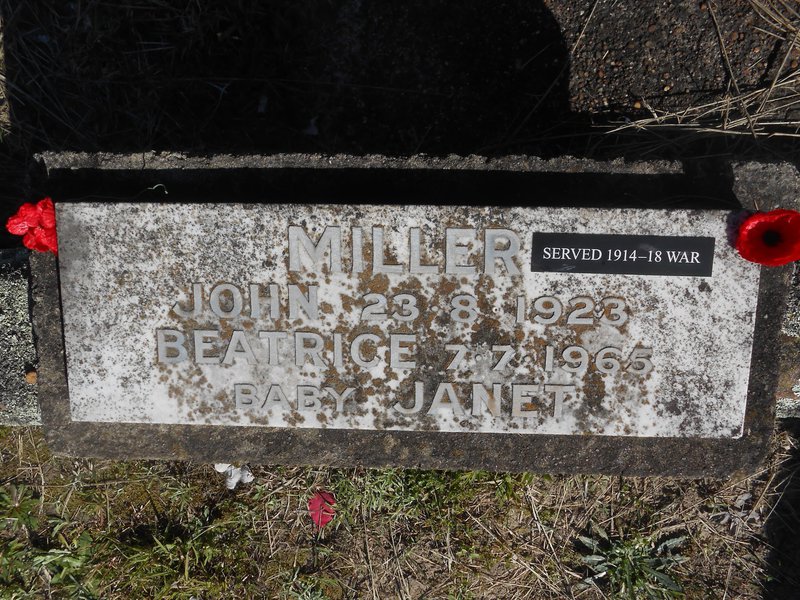 MILLER
SERVED 1914–18 WAR
JOHN 23 8 1923
BEATRICE 7 7 1965
BABY JANET